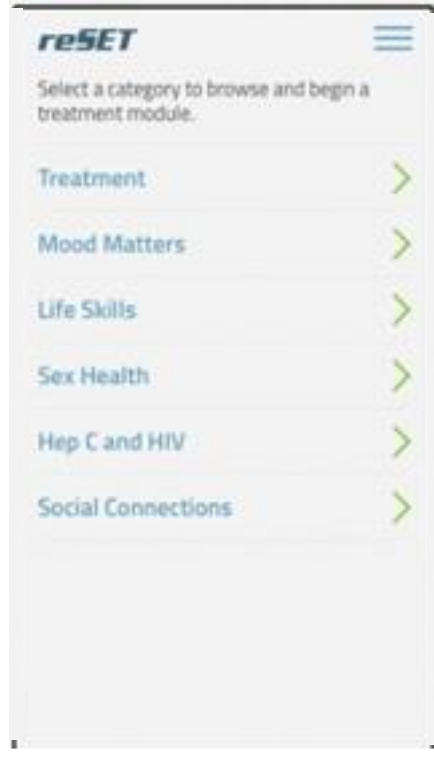 reSET
Select a category to browse and begin a
treatment module.
Treatment
Mood Matters
Life Skills
Sex Health
Hep C and HIV
Social Connections